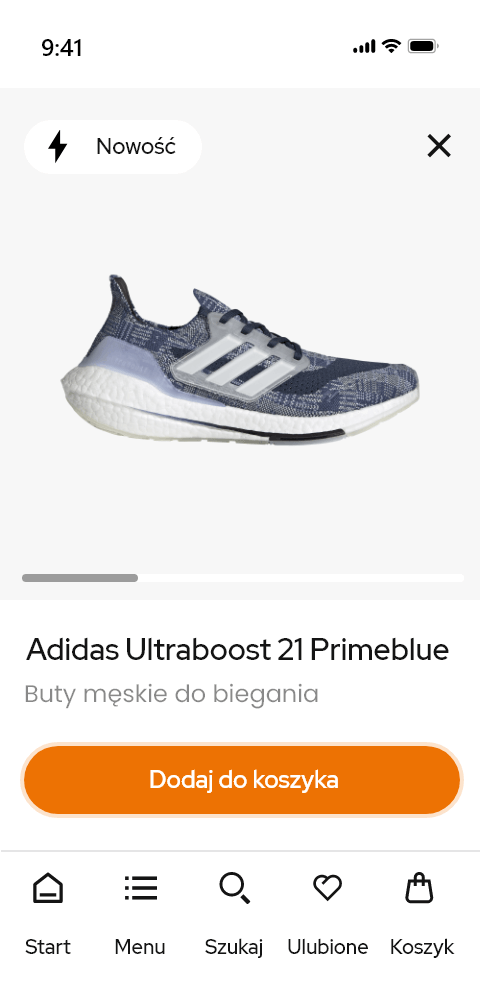 9:41
Nowość
Adidas Ultraboost 21 Primeblue
Buty męskie do biegania
Dodaj do koszyka
Start Menu Szukaj Ulubione Koszyk